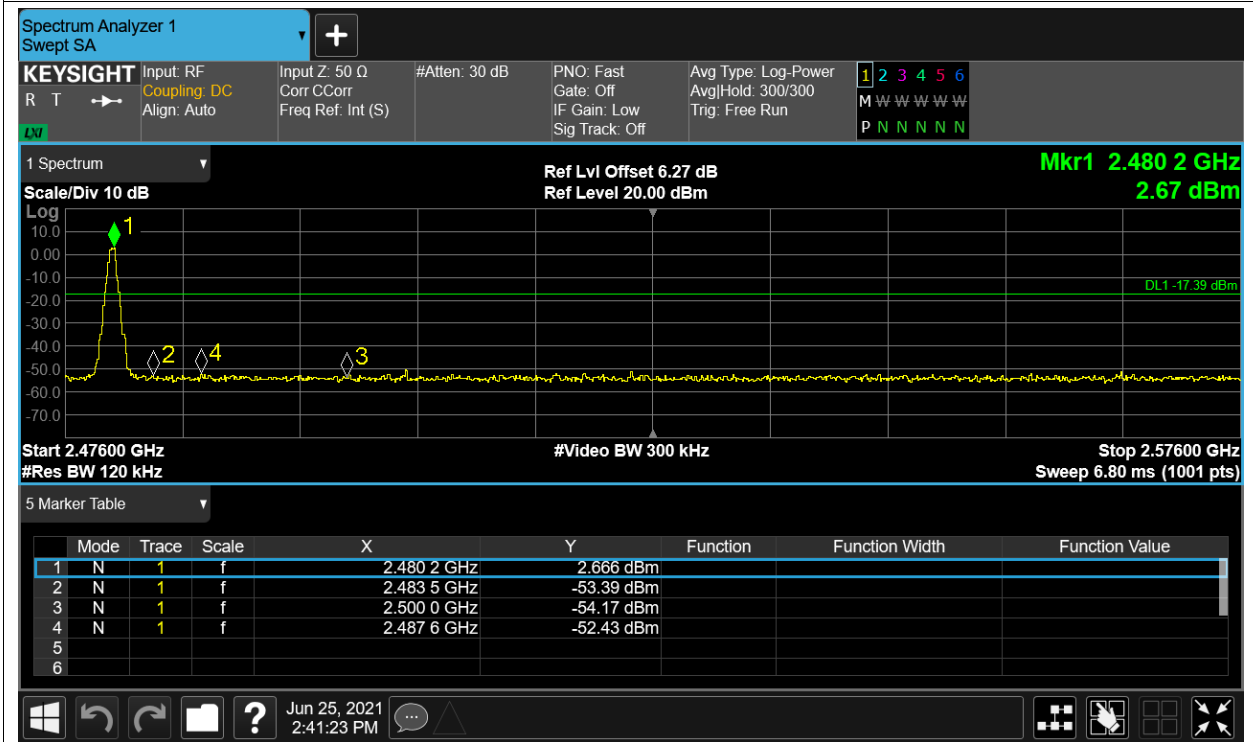 Spectrum Analyzer 1
Swept SA
+
KEYSIGHT Input: RF Input Z: 50 Ω #Atten: 30 dB PNO: Fast Avg Type: Log-Power 1 2 3 4 5 6
R T Coupling: DC Corr CCorr Gate: Off Avg|Hold: 300/300 M W W W W W
Align: Auto Freq Ref: Int (S) IF Gain: Low Trig: Free Run
LXI Sig Track: Off P N N N N N
1 Spectrum Ref Lvl Offset 6.27 dB Mkr1 2.480 2 GHz
Scale/Div 10 dB Ref Level 20.00 dBm 2.67 dBm
Log
1
10.0
0.00
-10.0
DL1 -17.39 dBm
-20.0
-30.0
-40.0
2 4 3
-50.0
-60.0
-70.0
Start 2.47600 GHz #Video BW 300 kHz Stop 2.57600 GHz
#Res BW 120 kHz Sweep 6.80 ms (1001 pts)
5 Marker Table
Mode Trace Scale X Y Function Function Width Function Value
1 N 1 f 2.480 2 GHz 2.666 dBm
2 N 1 f 2.483 5 GHz -53.39 dBm
3 N 1 f 2.500 0 GHz -54.17 dBm
4 N 1 f 2.487 6 GHz -52.43 dBm
5
6
? Jun 25, 2021
2:41:23 PM